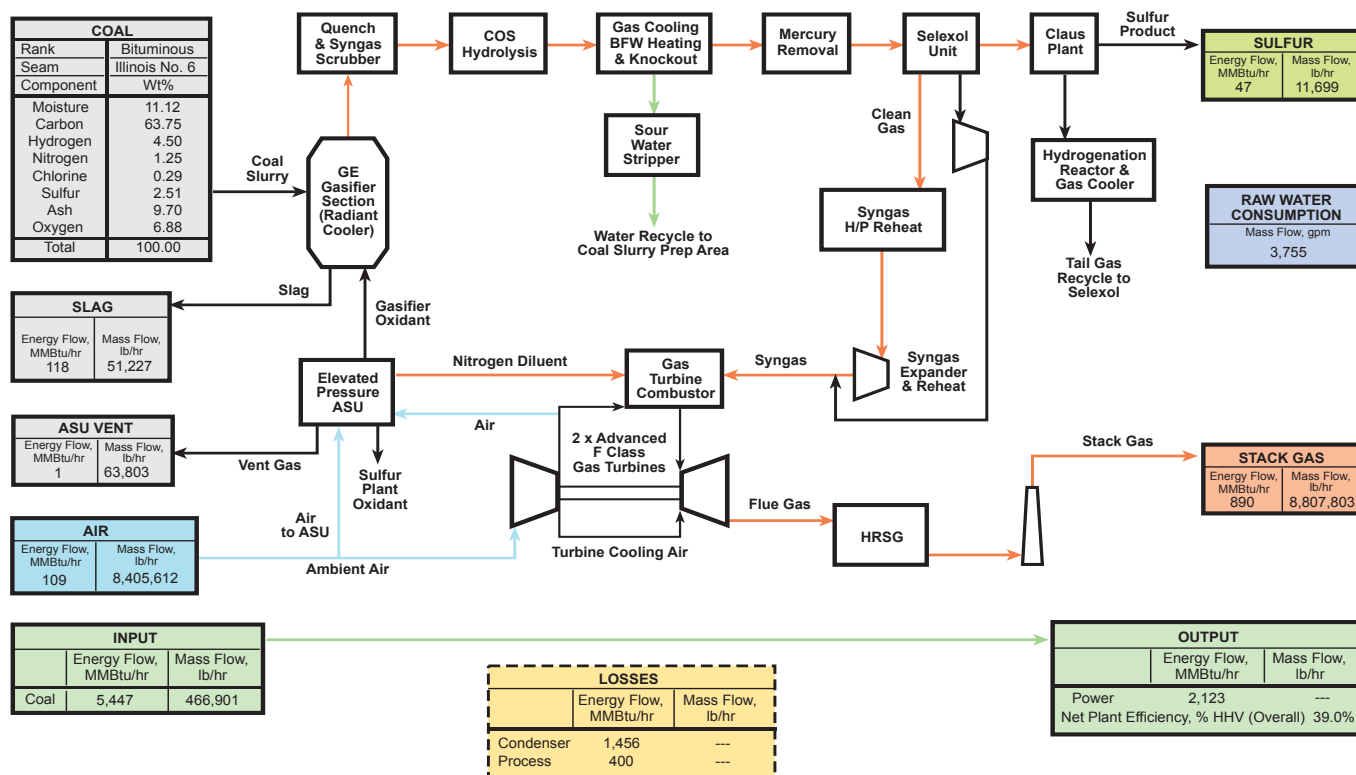 COAL
Rank Bituminous
Seam Illinois No. 6
Component Wt%
Moisture 11.12
Carbon 63.75
Hydrogen 4.50
Nitrogen 1.25
Chlorine 0.29
Sulfur 2.51
Ash 9.70
Oxygen 6.88
Total 100.00
Coal
Slurry
Quench
& Syngas
Scrubber
COS
Hydrolysis
Gas Cooling
BFW Heating
& Knockout
Mercury
Removal
Selexol
Unit
Claus
Plant
Sulfur
Product
SULFUR
Energy Flow, Mass Flow,
MMBtu/hr lb/hr
47 11,699
GE
Gasifier
Section
(Radiant
Cooler)
Sour
Water
Stripper
Clean
Gas
Hydrogenation
Reactor &
Gas Cooler
Syngas
H/P Reheat
RAW WATER
CONSUMPTION
Mass Flow, gpm
3,755
Water Recycle to
Coal Slurry Prep Area
Tail Gas
Recycle to
Selexol
Slag
SLAG
Energy Flow, Mass Flow,
MMBtu/hr lb/hr
118 51,227
Gasifier
Oxidant
Elevated
Pressure
ASU
Nitrogen Diluent
Gas
Turbine
Combustor
Syngas
Syngas
Expander
& Reheat
Air
ASU VENT
Energy Flow, Mass Flow,
MMBtu/hr lb/hr
1 63,803
Vent Gas
Sulfur
Plant
Oxidant
2 x Advanced
F Class
Gas Turbines
Stack Gas
STACK GAS
Energy Flow, Mass Flow,
MMBtu/hr lb/hr
890 8,807,803
Flue Gas
HRSG
AIR
Energy Flow, Mass Flow,
MMBtu/hr lb/hr
109 8,405,612
Air
to ASU
Ambient Air
Turbine Cooling Air
INPUT
Energy Flow, Mass Flow,
MMBtu/hr lb/hr
Coal 5,447 466,901
LOSSES
Energy Flow, Mass Flow,
MMBtu/hr lb/hr
Condenser 1,456 ---
Process 400 ---
OUTPUT
Energy Flow, Mass Flow,
MMBtu/hr lb/hr
Power 2,123 ---
Net Plant Efficiency, % HHV (Overall) 39.0%